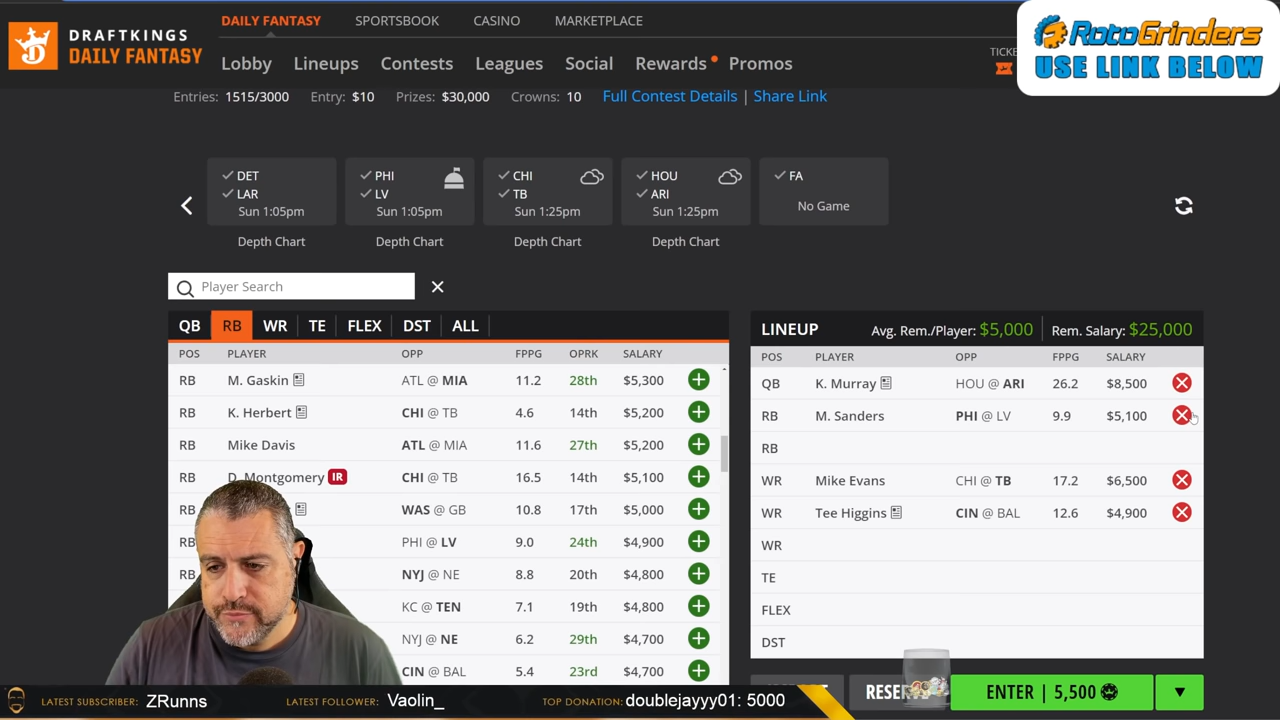 DRAFTKINGS
DAILY FANTASY
DAILY FANTASY SPORTSBOOK CASINO MARKETPLACE
Lobby Lineups Contests Leagues Social Rewards Promos
RotoGrinders
USE LINK BELOW
Entries: 1515/3000 Entry: $10 Prizes: $30,000 Crowns: 10 Full Contest Details | Share Link
DET
LAR
Sun 1:05pm
Depth Chart
PHI
LV
Sun 1:05pm
Depth Chart
CHI
TB
Sun 1:25pm
Depth Chart
HOU
ARI
Sun 1:25pm
Depth Chart
FA
No Game
Player Search
QB RB WR TE FLEX DST ALL
POS PLAYER OPP FPPG OPRK SALARY
RB M. Gaskin ATL @ MIA 11.2 28th $5,300
RB K. Herbert CHI @ TB 4.6 14th $5,200
RB Mike Davis ATL @ MIA 11.6 27th $5,200
RB D. Montgomery IR CHI @ TB 16.5 14th $5,100
RB WAS @ GB 10.8 17th $5,000
RB PHI @ LV 9.0 24th $4,900
RB NYJ @ NE 8.8 20th $4,800
RB KC @ TEN 7.1 19th $4,800
RB NYJ @ NE 6.2 29th $4,700
CIN @ BAL 5.4 23rd $4,700
LINEUP Avg. Rem./Player: $5,000 Rem. Salary: $25,000
POS PLAYER OPP FPPG SALARY
QB K. Murray HOU @ ARI 26.2 $8,500
RB M. Sanders PHI @ LV 9.9 $5,100
RB
WR Mike Evans CHI @ TB 17.2 $6,500
WR Tee Higgins CIN @ BAL 12.6 $4,900
WR
TE
FLEX
DST
ENTER | 5,500
LATEST SUBSCRIBER: ZRunns LATEST FOLLOWER: Vaolin_ TOP DONATION: doublejayyy01: 5000